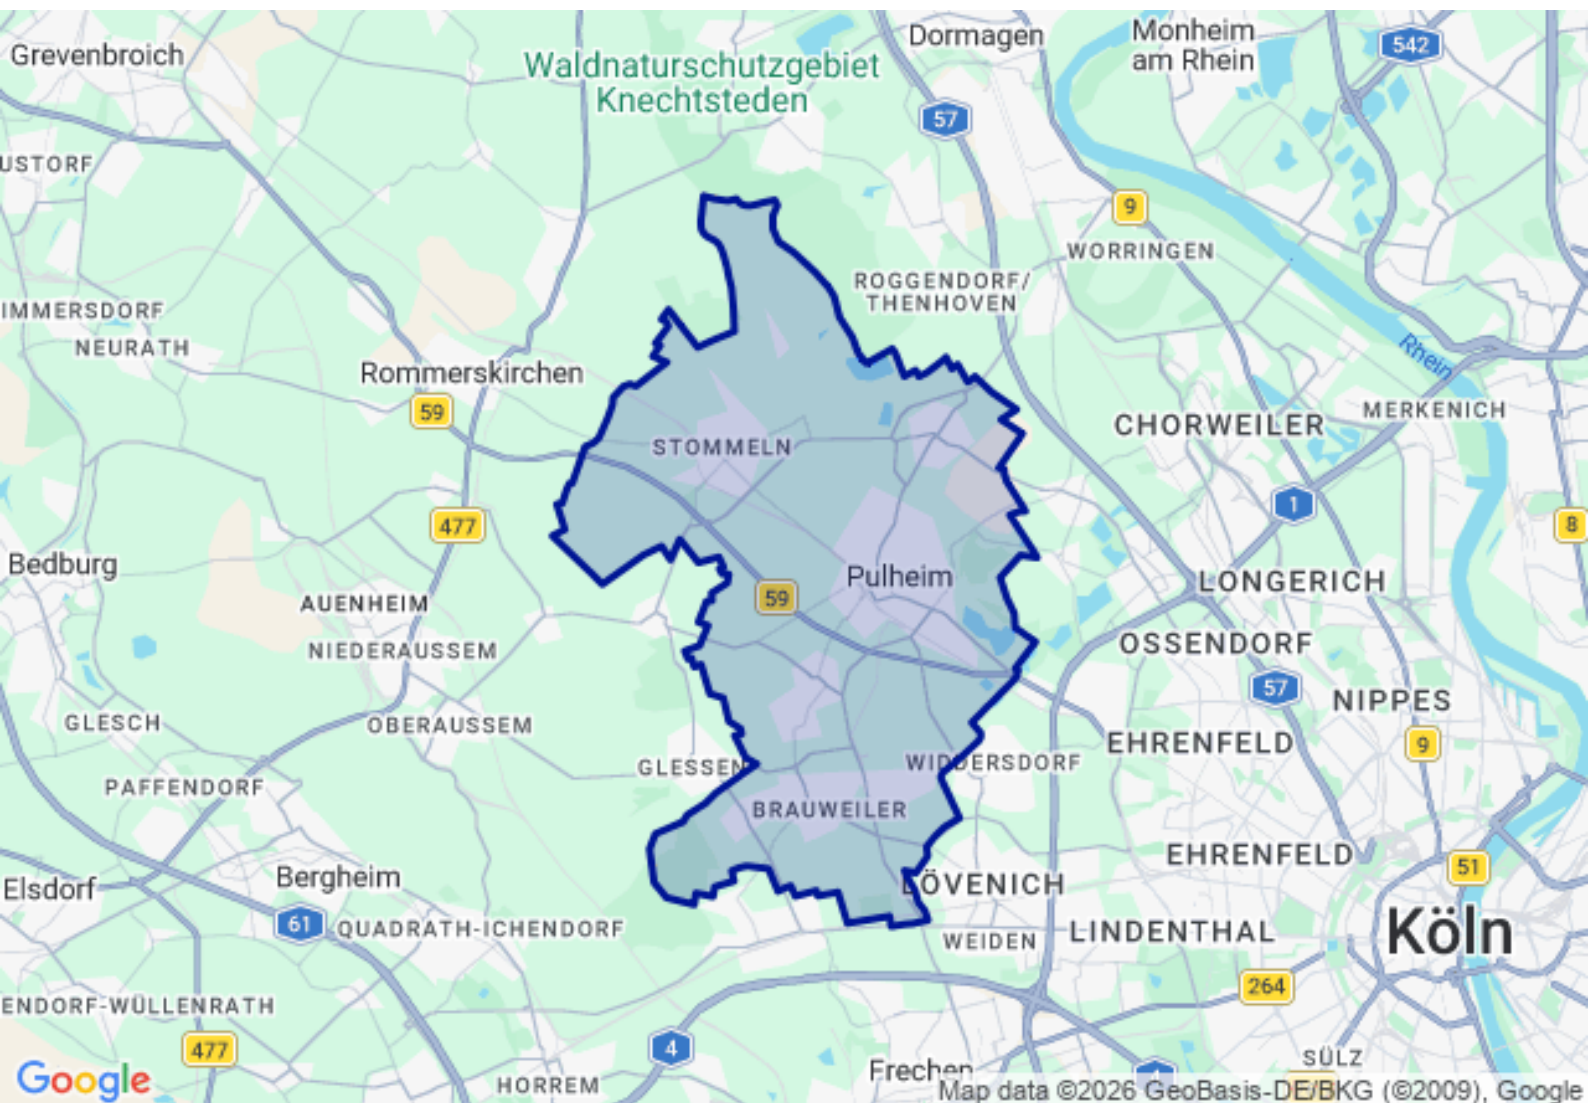 Grevenbroich
Waldnaturschutzgebiet
Knechtsteden
Dormagen
Monheim
am Rhein
542
57
USTORF
9
WORRINGEN
ROGGENDORF/
THENHOVEN
IMMERSDORF
NEURATH
Rhein
Rommerskirchen
59
CHORWEILER
MERKENICH
STOMMELN
1
477
8
Bedburg
Pulheim
LONGERICH
AUENHEIM
59
NIEDERAUSSEM
OSSENDORF
57
NIPPES
GLESCH
OBERAUSSEM
EHRENFELD
9
GLESSEN
WIDDERSDORF
PAFFENDORF
BRAUWEILER
EHRENFELD
51
Elsdorf
Bergheim
LÖVENICH
61
QUADRATH-ICHENDORF
WEIDEN
LINDENTHAL
Köln
264
ENDORF-WÜLLENRATH
477
4
SÜLZ
Frechen
4
Google
HORREM
Map data ©2026 GeoBasis-DE/BKG (©2009), Google